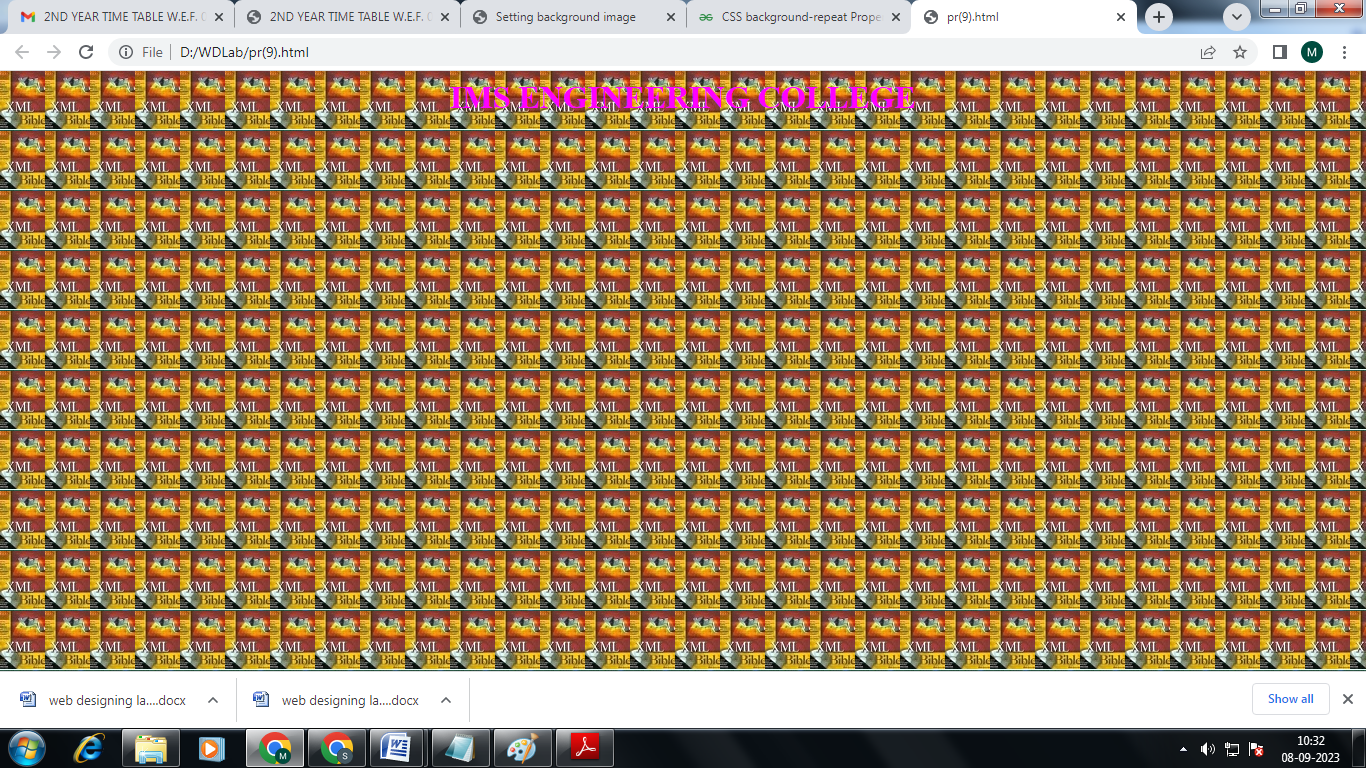 2ND YEAR TIME TABLE W.E.F. 0
2ND YEAR TIME TABLE W.E.F. 0
Setting background image
CSS background-repeat Prope
pr(9).html
File
D:/WDLab/pr(9).html
M
IMS ENGINEERING COLLEGE
XML
Bible
web designing la....docx
web designing la....docx
Show all
M
S
10:32
08-09-2023